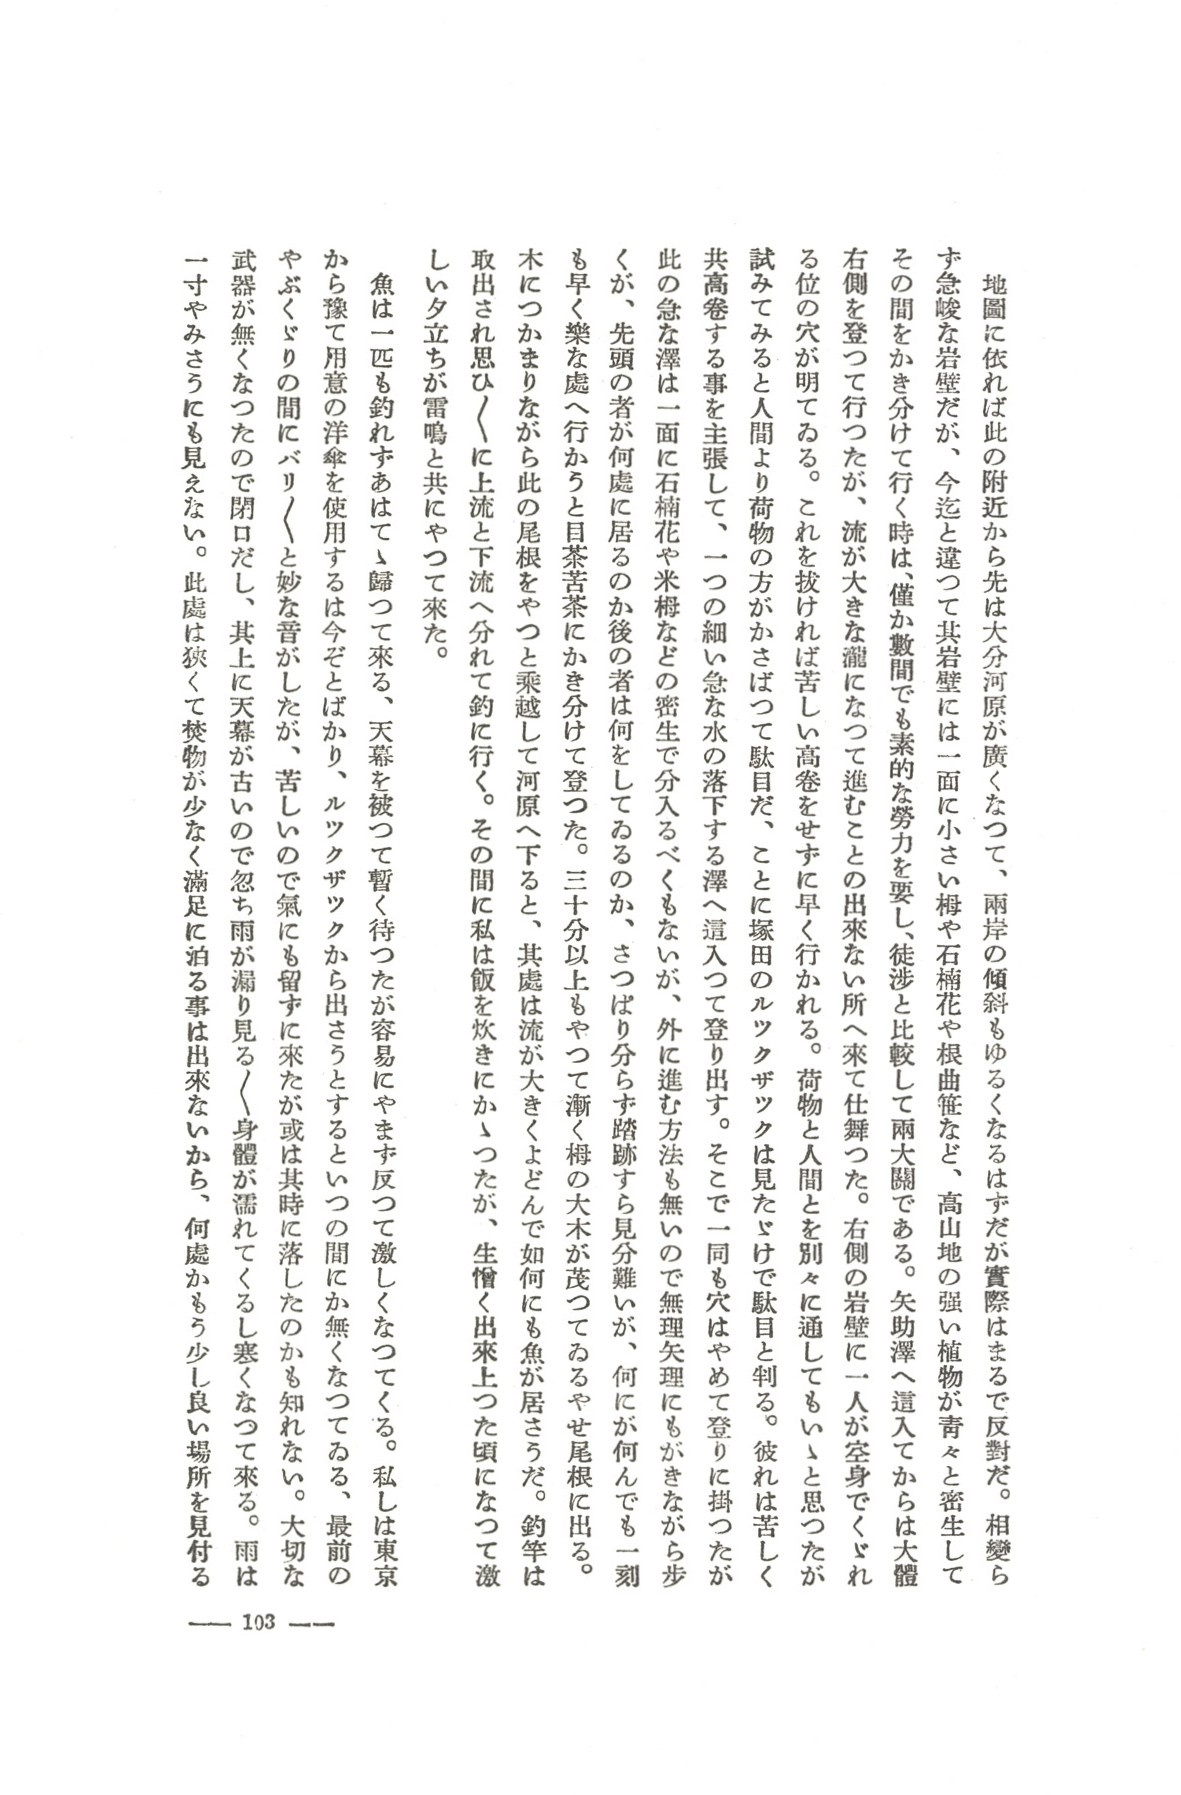 地圖に依れば此の附近から先は大分河原が廣くなつて、兩岸の傾斜もゆるくなるはずだが實際はまるで反對だ。相變ら
ず急峻な岩壁だが、今迄と違つて其岩壁には一面に小さい栂や石楠花や根曲笹など、高山地の强い植物が靑々と密生して
その間をかき分けて行く時は、僅か數間でも素的な勞力を要し、徒涉と比較して兩大關である。矢助澤へ這入てからは大體
右側を登つて行つたが、流が大きな瀧になつて進むことの出來ない所へ來て仕舞つた。右側の岩壁に一人が空身でくゞれ
る位の穴が明てゐる。これを拔ければ苦しい高卷をせずに早く行かれる。荷物と人間とを別々に通してもいゝと思つたが
試みてみると人間より荷物の方がかさばつて駄目だ、ことに塚田のルツクザツクは見たゞけで駄目と判る。彼れは苦しく
共高卷する事を主張して、一つの細い急な水の落下する澤へ這入つて登り出す。そこで一同も穴はやめて登りに掛つたが
此の急な澤は一面に石楠花や米栂などの密生で分入るべくもないが、外に進む方法も無いので無理矢理にもがきながら步
くが、先頭の者が何處に居るのか後の者は何をしてゐるのか、さつぱり分らず踏跡すら見分難いが、何にが何んでも一刻
も早く樂な處へ行かうと目茶苦茶にかき分けて登つた。三十分以上もやつて漸く栂の大木が茂つてゐるやせ尾根に出る。
木につかまりながら此の尾根をやつと乘越して河原へ下ると、其處は流が大きくよどんで如何にも魚が居さうだ。釣竿は
取出され思ひ〳〵に上流と下流へ分れて釣に行く。その間に私は飯を炊きにかゝつたが、生憎く出來上つた頃になつて激
しい夕立ちが雷鳴と共にやつて來た。
魚は一匹も釣れずあはてゝ歸つて來る、天幕を被つて暫く待つたが容易にやまず反つて激しくなつてくる。私しは東京
から豫て用意の洋傘を使用するは今ぞとばかり、ルツクザツクから出さうとするといつの間にか無くなつてゐる、最前の
やぶくゞりの間にバリ〳〵と妙な音がしたが、苦しいので氣にも留ずに來たが或は其時に落したのかも知れない。大切な
武器が無くなつたので閉口だし、其上に天幕が古いので忽ち雨が漏り見る〳〵身體が濡れてくるし寒くなつて來る。雨は
一寸やみさうにも見えない。此處は狹くて焚物が少なく滿足に泊る事は出來ないから、何處かもう少し良い場所を見付る
— 103 —